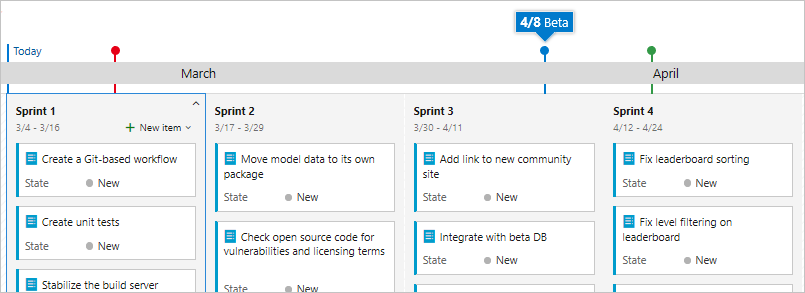 4/8 Beta
Today
March
April
Sprint 1
3/4 - 3/16
New item
Create a Git-based workflow
State New
Create unit tests
State New
Stabilize the build server
Sprint 2
3/17 - 3/29
Move model data to its own
package
State New
Check open source code for
vulnerabilities and licensing terms
State New
Sprint 3
3/30 - 4/11
Add link to new community
site
State New
Integrate with beta DB
State New
Sprint 4
4/12 - 4/24
Fix leaderboard sorting
State New
Fix level filtering on
leaderboard
State New